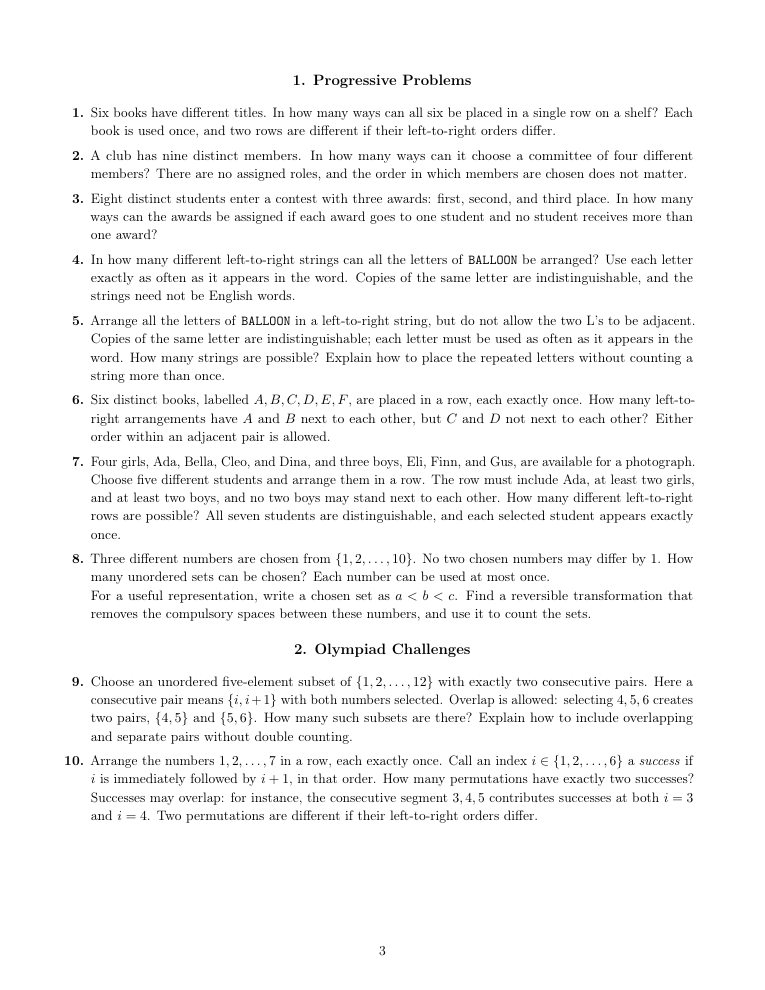 1. Progressive Problems
1. Six books have different titles. In how many ways can all six be placed in a single row on a shelf? Each
book is used once, and two rows are different if their left-to-right orders differ.
2. A club has nine distinct members. In how many ways can it choose a committee of four different
members? There are no assigned roles, and the order in which members are chosen does not matter.
3. Eight distinct students enter a contest with three awards: first, second, and third place. In how many
ways can the awards be assigned if each award goes to one student and no student receives more than
one award?
4. In how many different left-to-right strings can all the letters of BALLOON be arranged? Use each letter
exactly as often as it appears in the word. Copies of the same letter are indistinguishable, and the
strings need not be English words.
5. Arrange all the letters of BALLOON in a left-to-right string, but do not allow the two L's to be adjacent.
Copies of the same letter are indistinguishable; each letter must be used as often as it appears in the
word. How many strings are possible? Explain how to place the repeated letters without counting a
string more than once.
6. Six distinct books, labelled A, B, C, D, E, F, are placed in a row, each exactly once. How many left-to-
right arrangements have A and B next to each other, but C and D not next to each other? Either
order within an adjacent pair is allowed.
7. Four girls, Ada, Bella, Cleo, and Dina, and three boys, Eli, Finn, and Gus, are available for a photograph.
Choose five different students and arrange them in a row. The row must include Ada, at least two girls,
and at least two boys, and no two boys may stand next to each other. How many different left-to-right
rows are possible? All seven students are distinguishable, and each selected student appears exactly
once.
8. Three different numbers are chosen from {1, 2, . . . , 10}. No two chosen numbers may differ by 1. How
many unordered sets can be chosen? Each number can be used at most once.
For a useful representation, write a chosen set as a < b < c. Find a reversible transformation that
removes the compulsory spaces between these numbers, and use it to count the sets.
2. Olympiad Challenges
9. Choose an unordered five-element subset of {1, 2, . . . , 12} with exactly two consecutive pairs. Here a
consecutive pair means {i, i + 1} with both numbers selected. Overlap is allowed: selecting 4, 5, 6 creates
two pairs, {4, 5} and {5, 6}. How many such subsets are there? Explain how to include overlapping
and separate pairs without double counting.
10. Arrange the numbers 1, 2, . . . , 7 in a row, each exactly once. Call an index i ∈ {1, 2, . . . , 6} a success if
i is immediately followed by i + 1, in that order. How many permutations have exactly two successes?
Successes may overlap: for instance, the consecutive segment 3, 4, 5 contributes successes at both i = 3
and i = 4. Two permutations are different if their left-to-right orders differ.
3